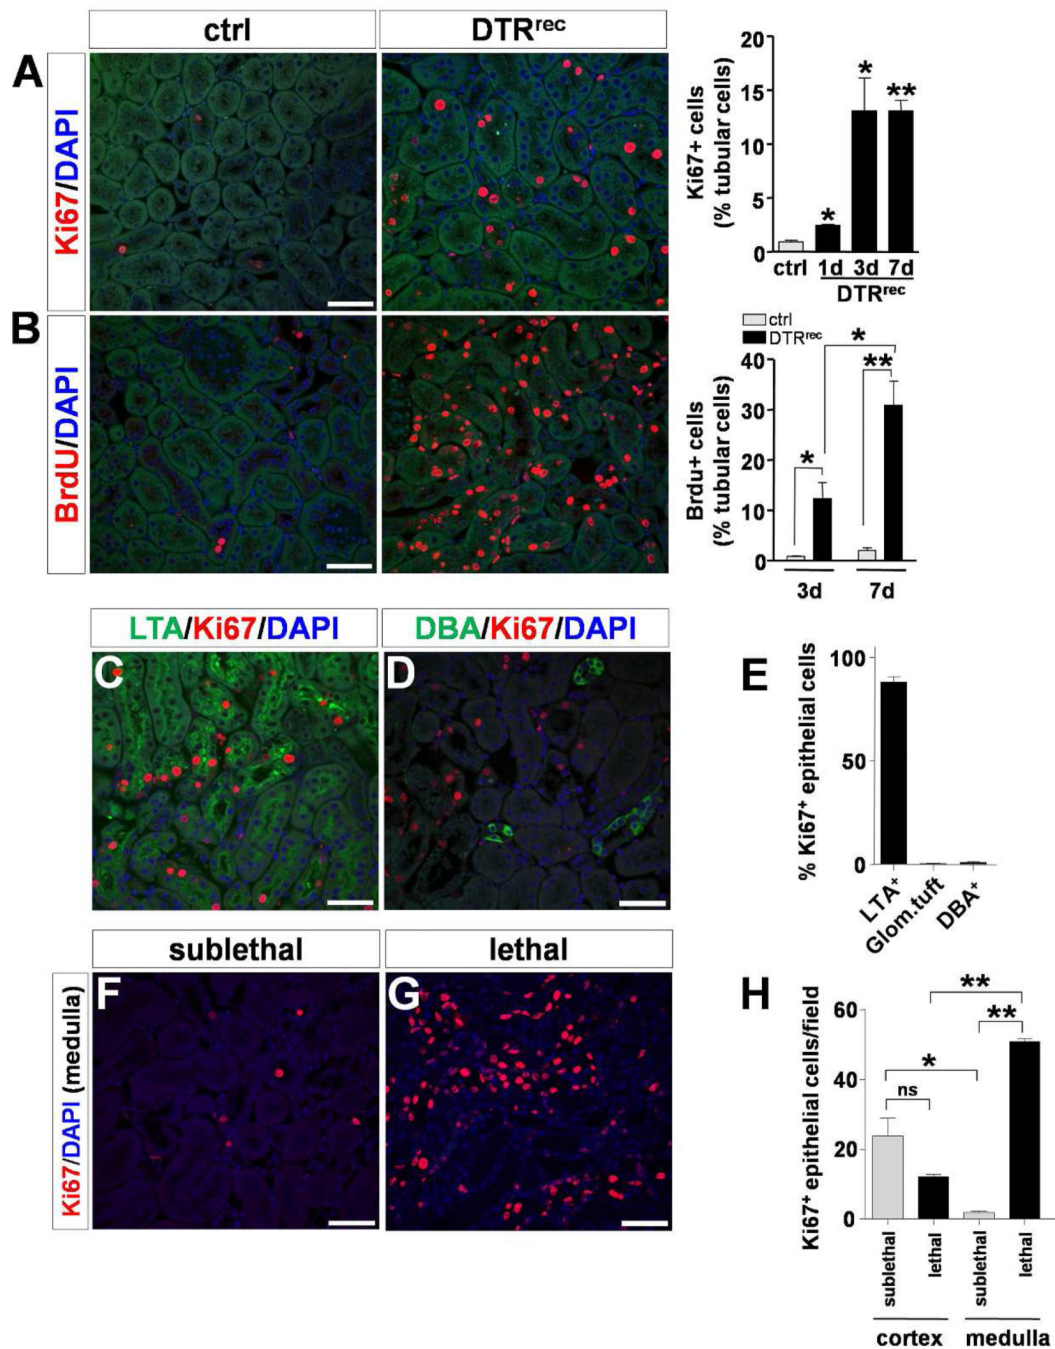 ctrl DTRrec
A
Ki67/DAPI
Ki67+ cells
(% tubular cells)
20
15
10
5
0
* * **
ctrl 1d 3d 7d
DTRrec
B
BrdU/DAPI
ctrl
DTRrec
Brdu+ cells
(% tubular cells)
40
30
20
10
0
* ** *
3d 7d
LTA/Ki67/DAPI DBA/Ki67/DAPI
C D
E
% Ki67+ epithelial cells
100
50
0
LTA+ Glom.tuft DBA+
sublethal lethal
Ki67/DAPI (medulla)
F G
H
Ki67+ epithelial cells/field
60
40
20
0
**
**
*
ns
sublethal lethal sublethal lethal
cortex medulla